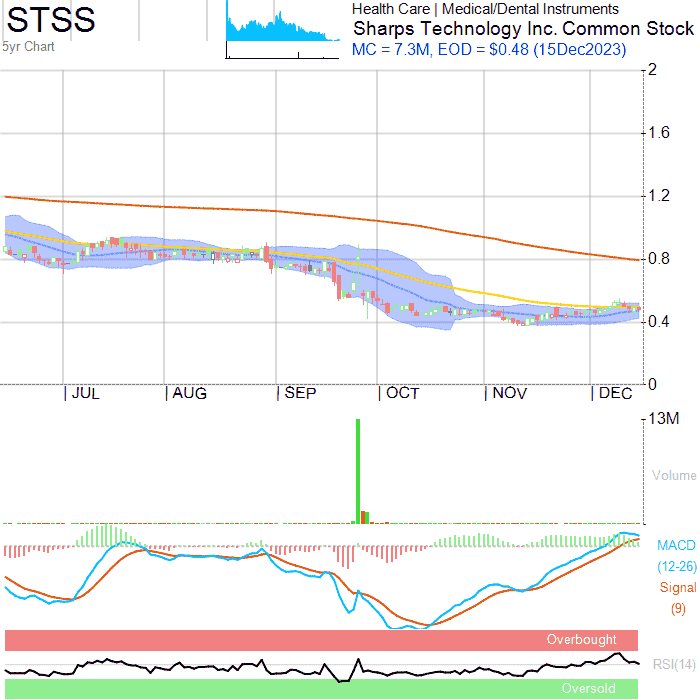 STSS
5yr Chart
Health Care | Medical/Dental Instruments
Sharps Technology Inc. Common Stock
MC = 7.3M, EOD = $0.48 (15Dec2023)
2
1.6
1.2
0.8
0.4
0
JUL AUG SEP OCT NOV DEC
13M
Volume
MACD
(12-26)
Signal
(9)
Overbought
RSI(14)
Oversold